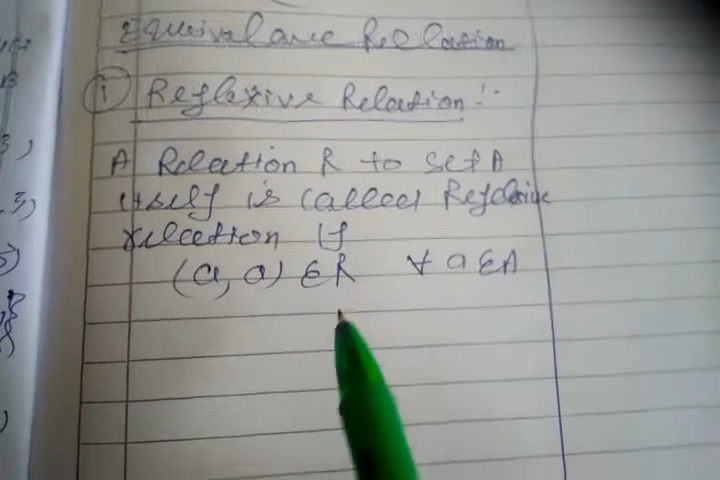 Equivalance Relation
① Reflexive Relation :-
A Relation R to set A
itself is called Reflexive
relation if
(a, a) ∈ R ∀ a ∈ A